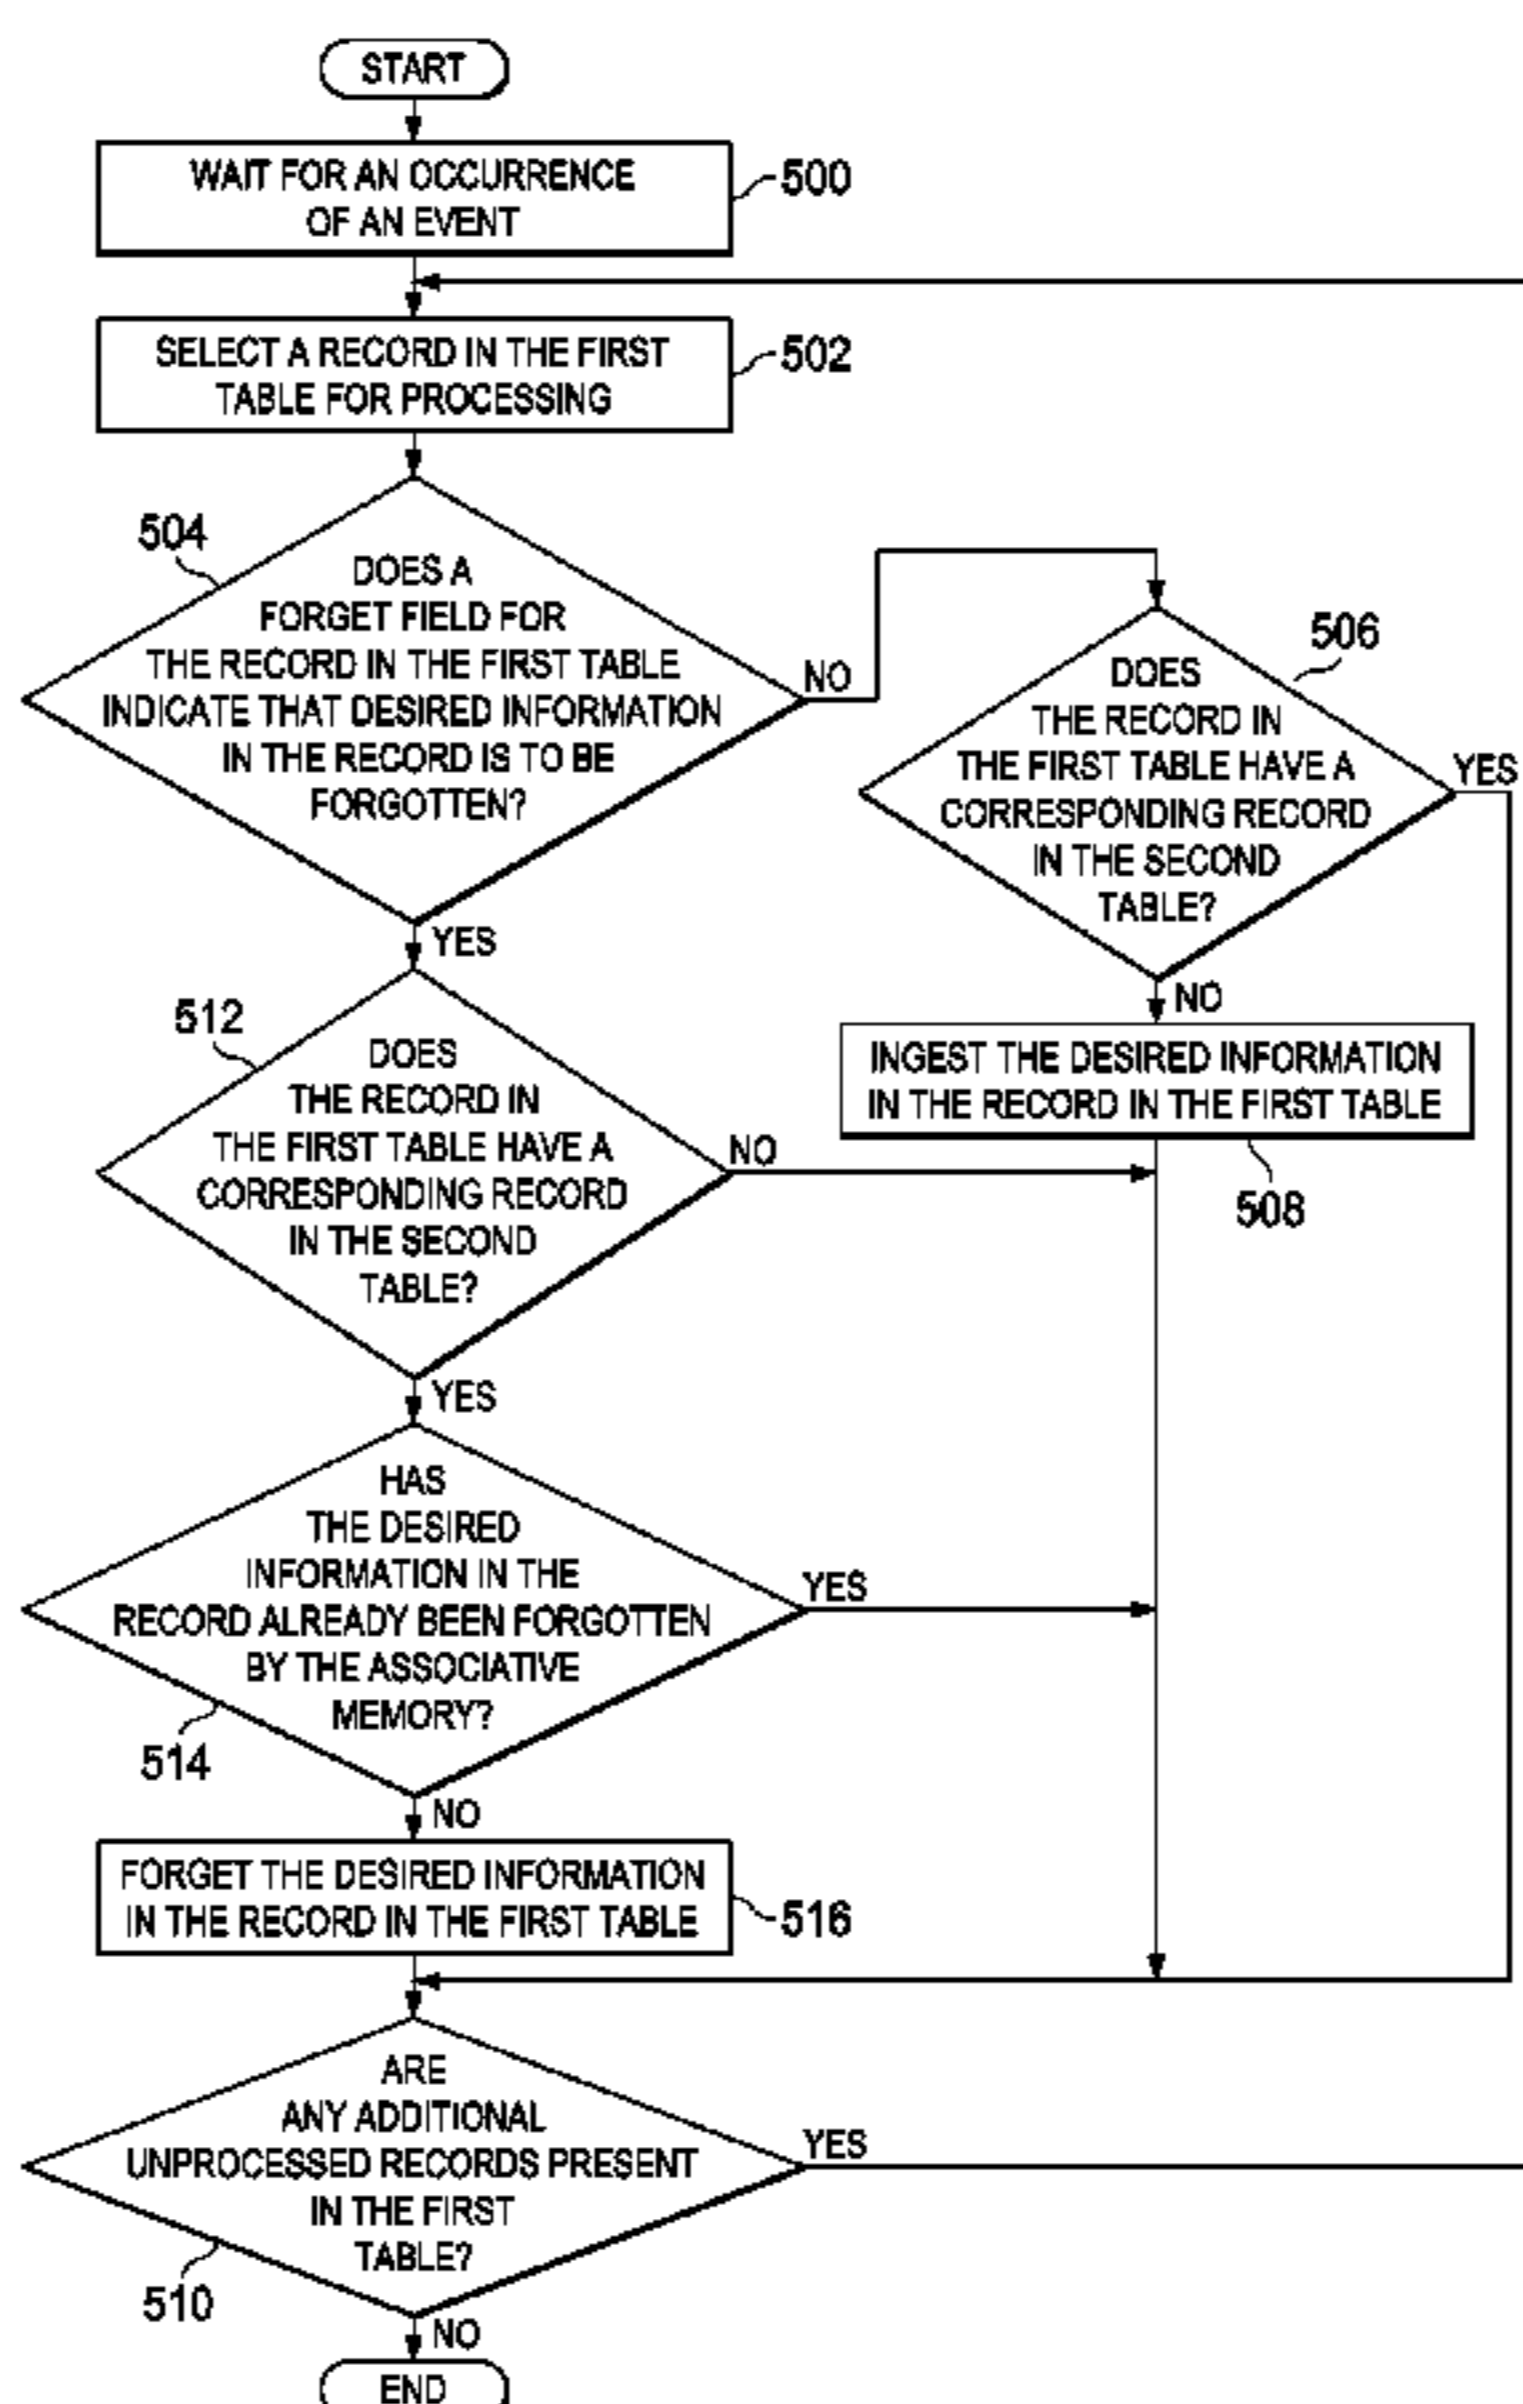 START
WAIT FOR AN OCCURRENCE
OF AN EVENT
500
SELECT A RECORD IN THE FIRST
TABLE FOR PROCESSING
502
504
DOES A
FORGET FIELD FOR
THE RECORD IN THE FIRST TABLE
INDICATE THAT DESIRED INFORMATION
IN THE RECORD IS TO BE
FORGOTTEN?
NO
YES
506
DOES
THE RECORD IN
THE FIRST TABLE HAVE A
CORRESPONDING RECORD
IN THE SECOND
TABLE?
YES
NO
INGEST THE DESIRED INFORMATION
IN THE RECORD IN THE FIRST TABLE
508
512
DOES
THE RECORD IN
THE FIRST TABLE HAVE A
CORRESPONDING RECORD
IN THE SECOND
TABLE?
NO
YES
HAS
THE DESIRED
INFORMATION IN THE
RECORD ALREADY BEEN FORGOTTEN
BY THE ASSOCIATIVE
MEMORY?
YES
514
NO
FORGET THE DESIRED INFORMATION
IN THE RECORD IN THE FIRST TABLE
516
ARE
ANY ADDITIONAL
UNPROCESSED RECORDS PRESENT
IN THE FIRST
TABLE?
YES
510
NO
END